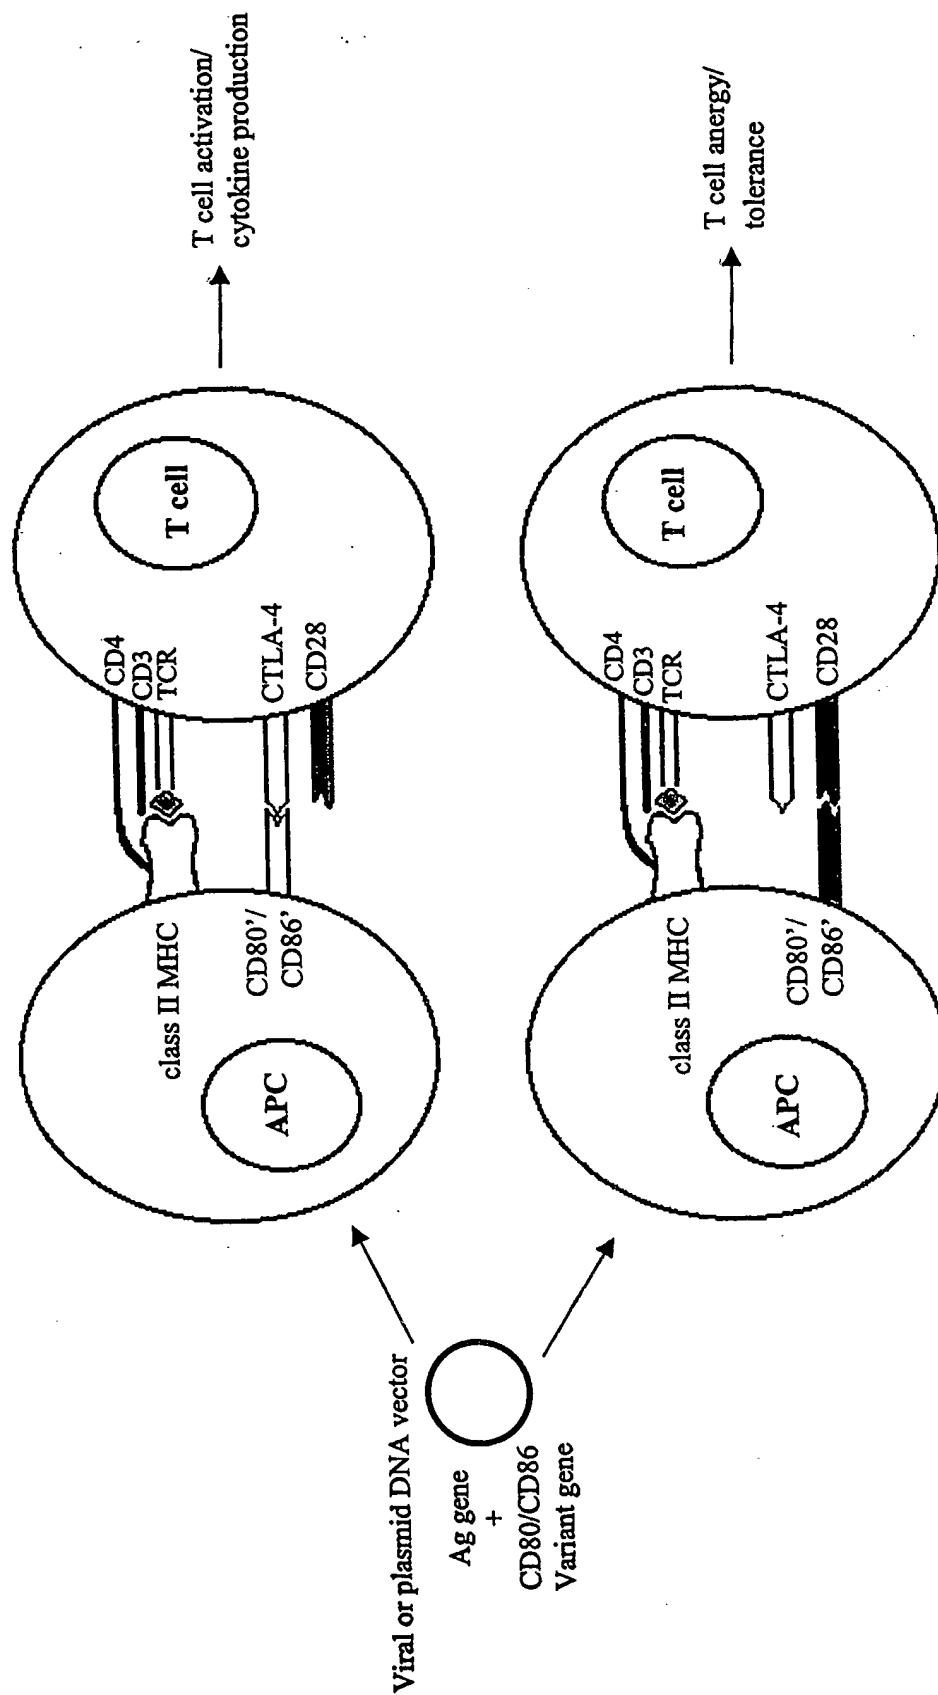 Viral or plasmid DNA vector
Ag gene
+
CD80/CD86
Variant gene
APC
class II MHC
CD80'/
CD86'
CD4
CD3
TCR
CTLA-4
CD28
T cell
T cell activation/
cytokine production
APC
class II MHC
CD80'/
CD86'
CD4
CD3
TCR
CTLA-4
CD28
T cell
T cell anergy/
tolerance